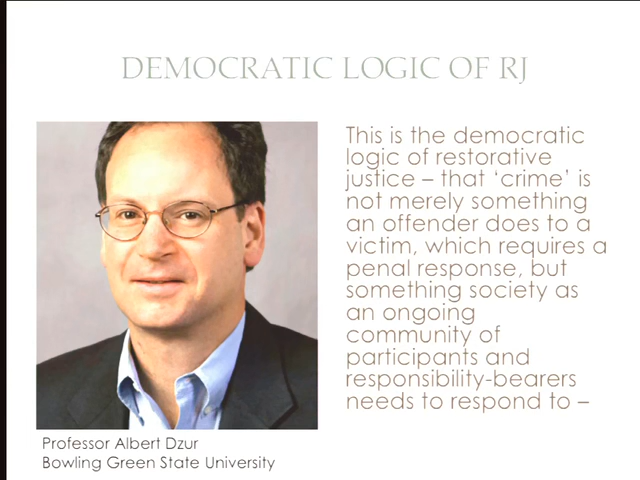 DEMOCRATIC LOGIC OF RJ
This is the democratic
logic of restorative
justice – that ‘crime’ is
not merely something
an offender does to a
victim, which requires a
penal response, but
something society as
an ongoing
community of
participants and
responsibility-bearers
needs to respond to –
Professor Albert Dzur
Bowling Green State University